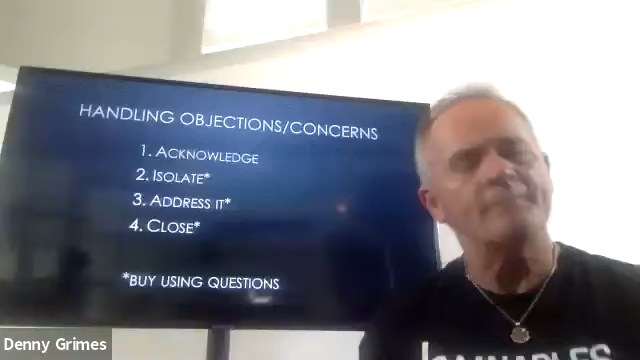 HANDLING OBJECTIONS/CONCERNS
1. ACKNOWLEDGE
2. ISOLATE*
3. ADDRESS IT*
4. CLOSE*
*BUY USING QUESTIONS
Denny Grimes